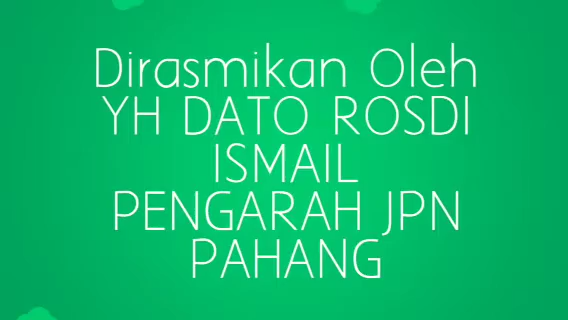 Dirasmikan Oleh
YH DATO ROSDI
ISMAIL
PENGARAH JPN
PAHANG